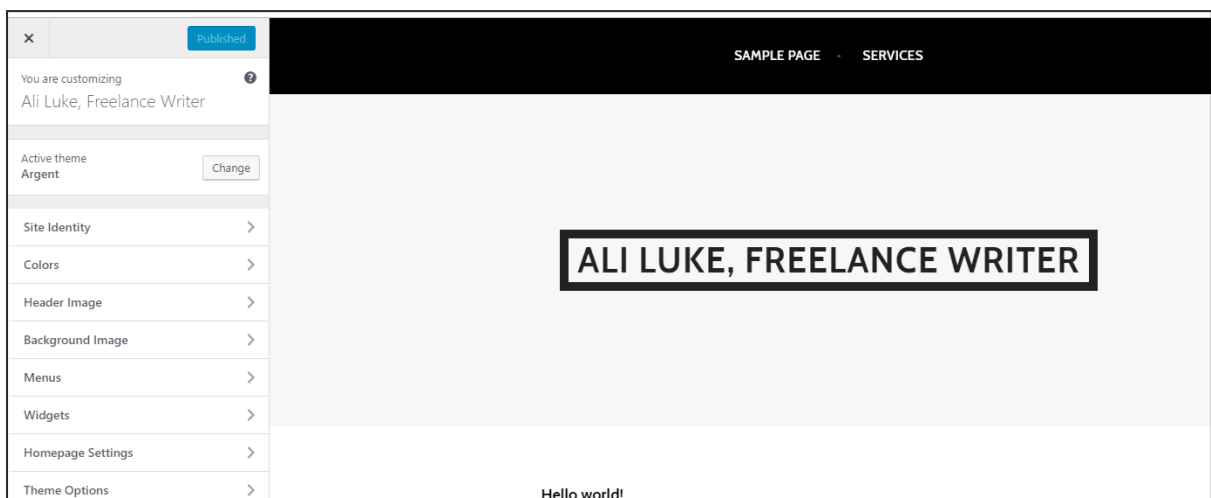 Published
You are customizing
Ali Luke, Freelance Writer
Active theme
Argent
Change
Site Identity
Colors
Header Image
Background Image
Menus
Widgets
Homepage Settings
Theme Options
SAMPLE PAGE - SERVICES
ALI LUKE, FREELANCE WRITER
Hello world!